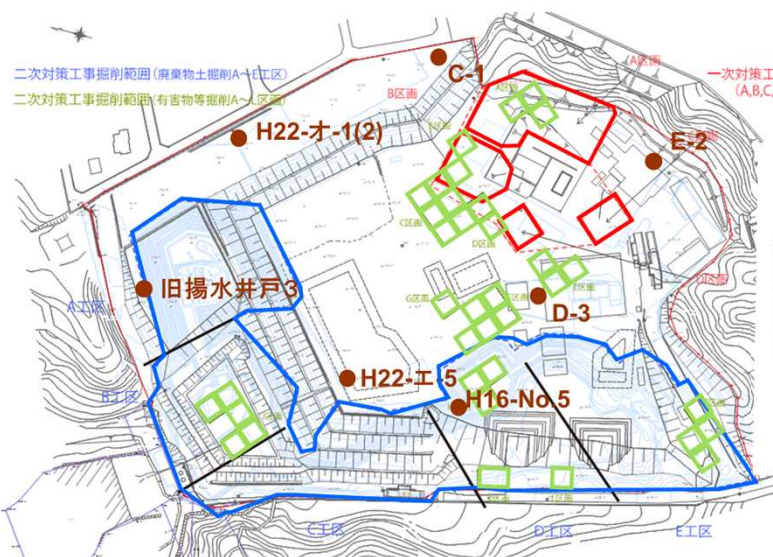 二次対策工事掘削範囲(廃棄物土掘削A～E工区)
二次対策工事掘削範囲(有害物等掘削A～L区画)
一次対策工
(A,B,C,
A区画
B区画
C-1
H22-オ-1(2)
E-2
A区画
C区画
D区画
旧揚水井戸3
A工区
G区画
D-3
H22-エ-5
H16-No.5
B工区
C工区
D工区
E工区